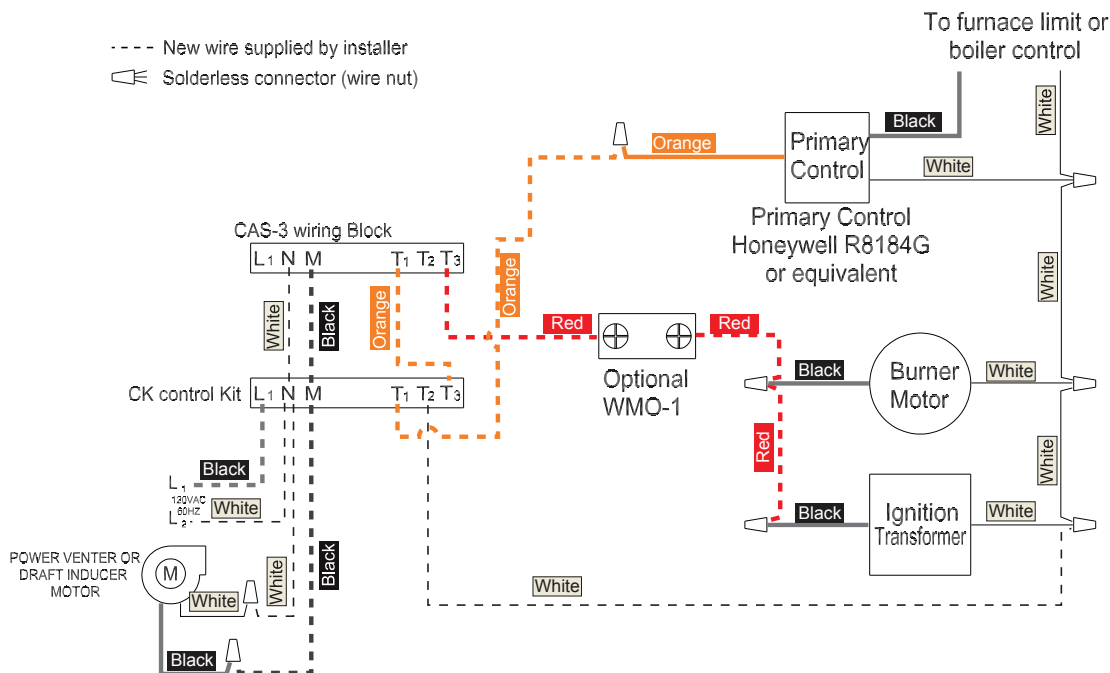 To furnace limit or
boiler control
New wire supplied by installer
Solderless connector (wire nut)
White
Black
Orange
Primary
Control
White
Primary Control
Honeywell R8184G
or equivalent
CAS-3 wiring Block
L1 N M T1 T2 T3
White
Black
Orange
Orange
White
Red
Red
Optional
WMO-1
CK control Kit
L1 N M T1 T2 T3
Black
Burner
Motor
White
Red
White
Black
L1
120VAC
60HZ
L2
White
Black
Ignition
Transformer
White
POWER VENTER OR
DRAFT INDUCER
MOTOR
M
White
White
Black
White
Black